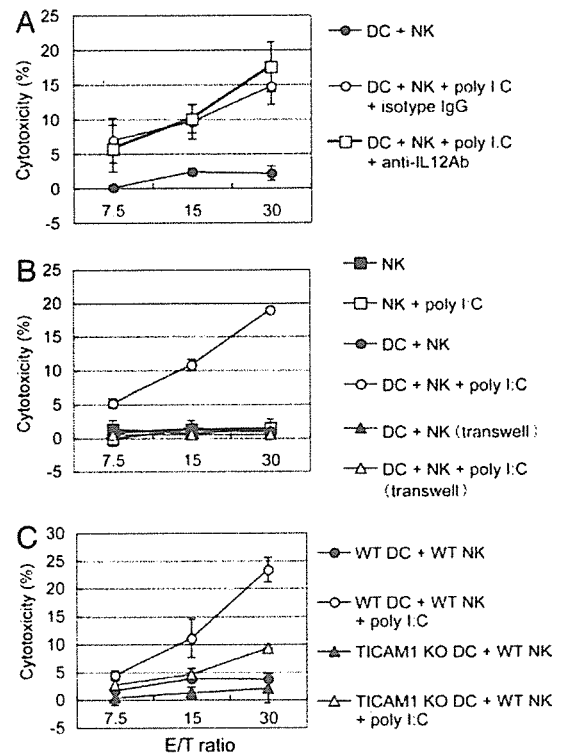 A
Cytotoxicity (%)
25
20
15
10
5
0
-5
7.5
15
30
DC + NK
DC + NK + poly I C
+ isotype IgG
DC + NK + poly I.C
+ anti-IL12Ab
B
Cytotoxicity (%)
25
20
15
10
5
0
-5
7.5
15
30
NK
NK + poly I:C
DC + NK
DC + NK + poly I:C
DC + NK (transwell)
DC + NK + poly I:C
(transwell)
C
Cytotoxicity (%)
30
25
20
15
10
5
0
-5
7.5
15
30
E/T ratio
WT DC + WT NK
WT DC + WT NK
+ poly I:C
TICAM1 KO DC + WT NK
TICAM1 KO DC + WT NK
+ poly I:C